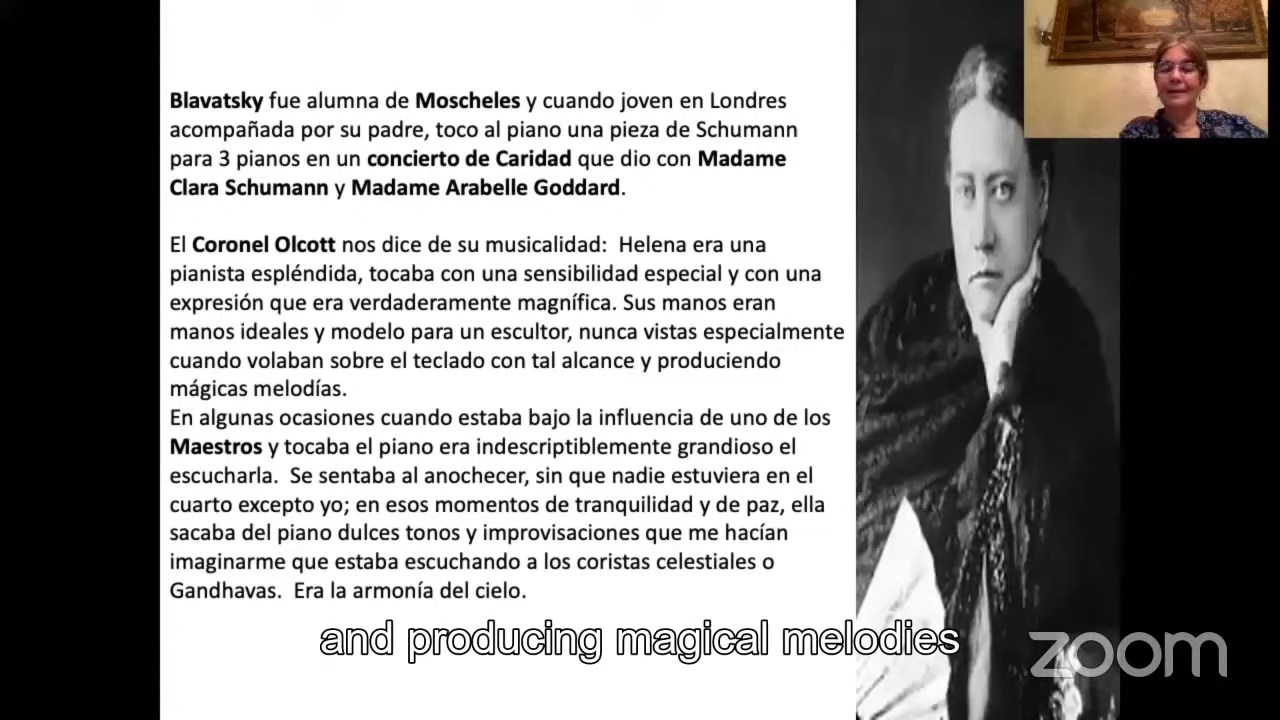 Blavatsky fue alumna de Moscheles y cuando joven en Londres
acompañada por su padre, toco al piano una pieza de Schumann
para 3 pianos en un concierto de Caridad que dio con Madame
Clara Schumann y Madame Arabelle Goddard.
El Coronel Olcott nos dice de su musicalidad: Helena era una
pianista espléndida, tocaba con una sensibilidad especial y con una
expresión que era verdaderamente magnífica. Sus manos eran
manos ideales y modelo para un escultor, nunca vistas especialmente
cuando volaban sobre el teclado con tal alcance y produciendo
mágicas melodías.
En algunas ocasiones cuando estaba bajo la influencia de uno de los
Maestros y tocaba el piano era indescriptiblemente grandioso el
escucharla. Se sentaba al anochecer, sin que nadie estuviera en el
cuarto excepto yo; en esos momentos de tranquilidad y de paz, ella
sacaba del piano dulces tonos y improvisaciones que me hacían
imaginarme que estaba escuchando a los coristas celestiales o
Gandhavas. Era la armonía del cielo.
and producing magical melodies
zoom